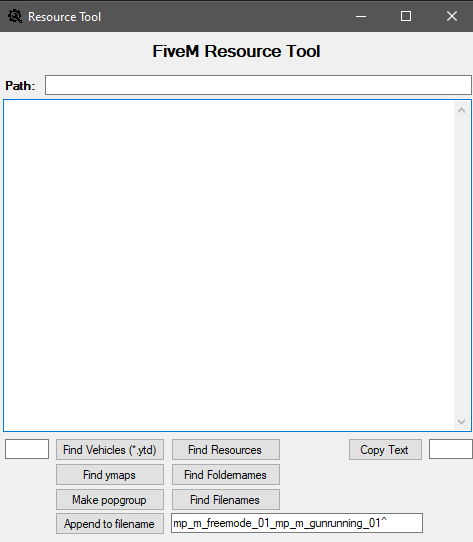 Resource Tool
FiveM Resource Tool
Path:
Find Vehicles (*.ytd) Find Resources Copy Text
Find ymaps Find Foldernames
Make popgroup Find Filenames
Append to filename mp_m_freemode_01_mp_m_gunrunning_01^